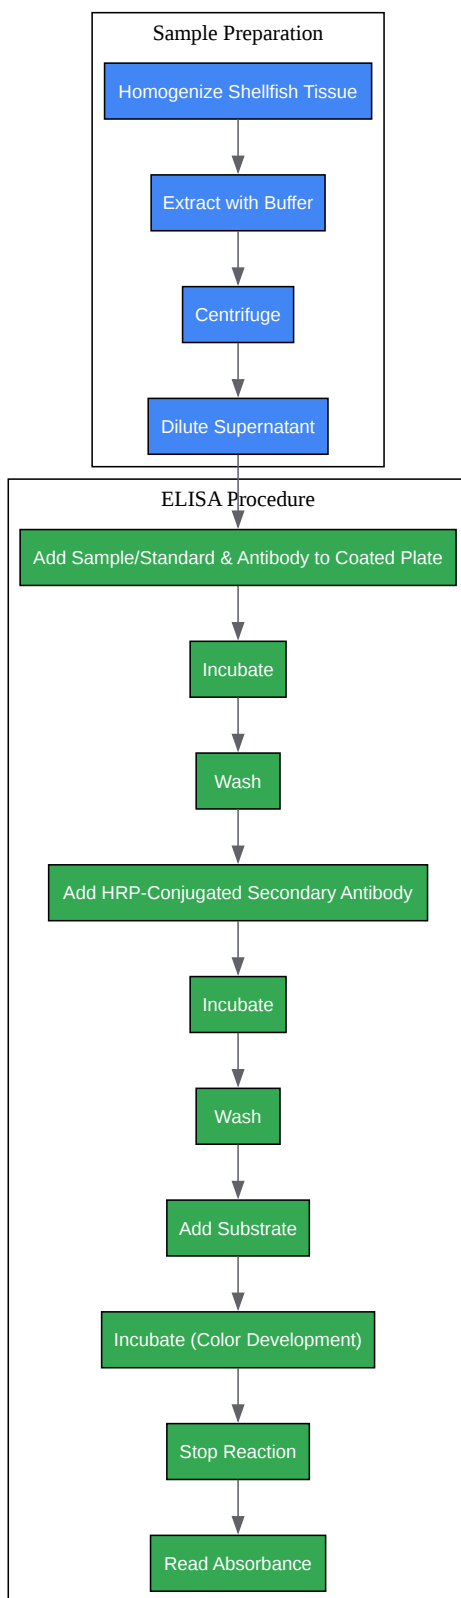 Sample Preparation
Homogenize Shellfish Tissue
Extract with Buffer
Centrifuge
Dilute Supernatant
ELISA Procedure
Add Sample/Standard & Antibody to Coated Plate
Incubate
Wash
Add HRP-Conjugated Secondary Antibody
Incubate
Wash
Add Substrate
Incubate (Color Development)
Stop Reaction
Read Absorbance